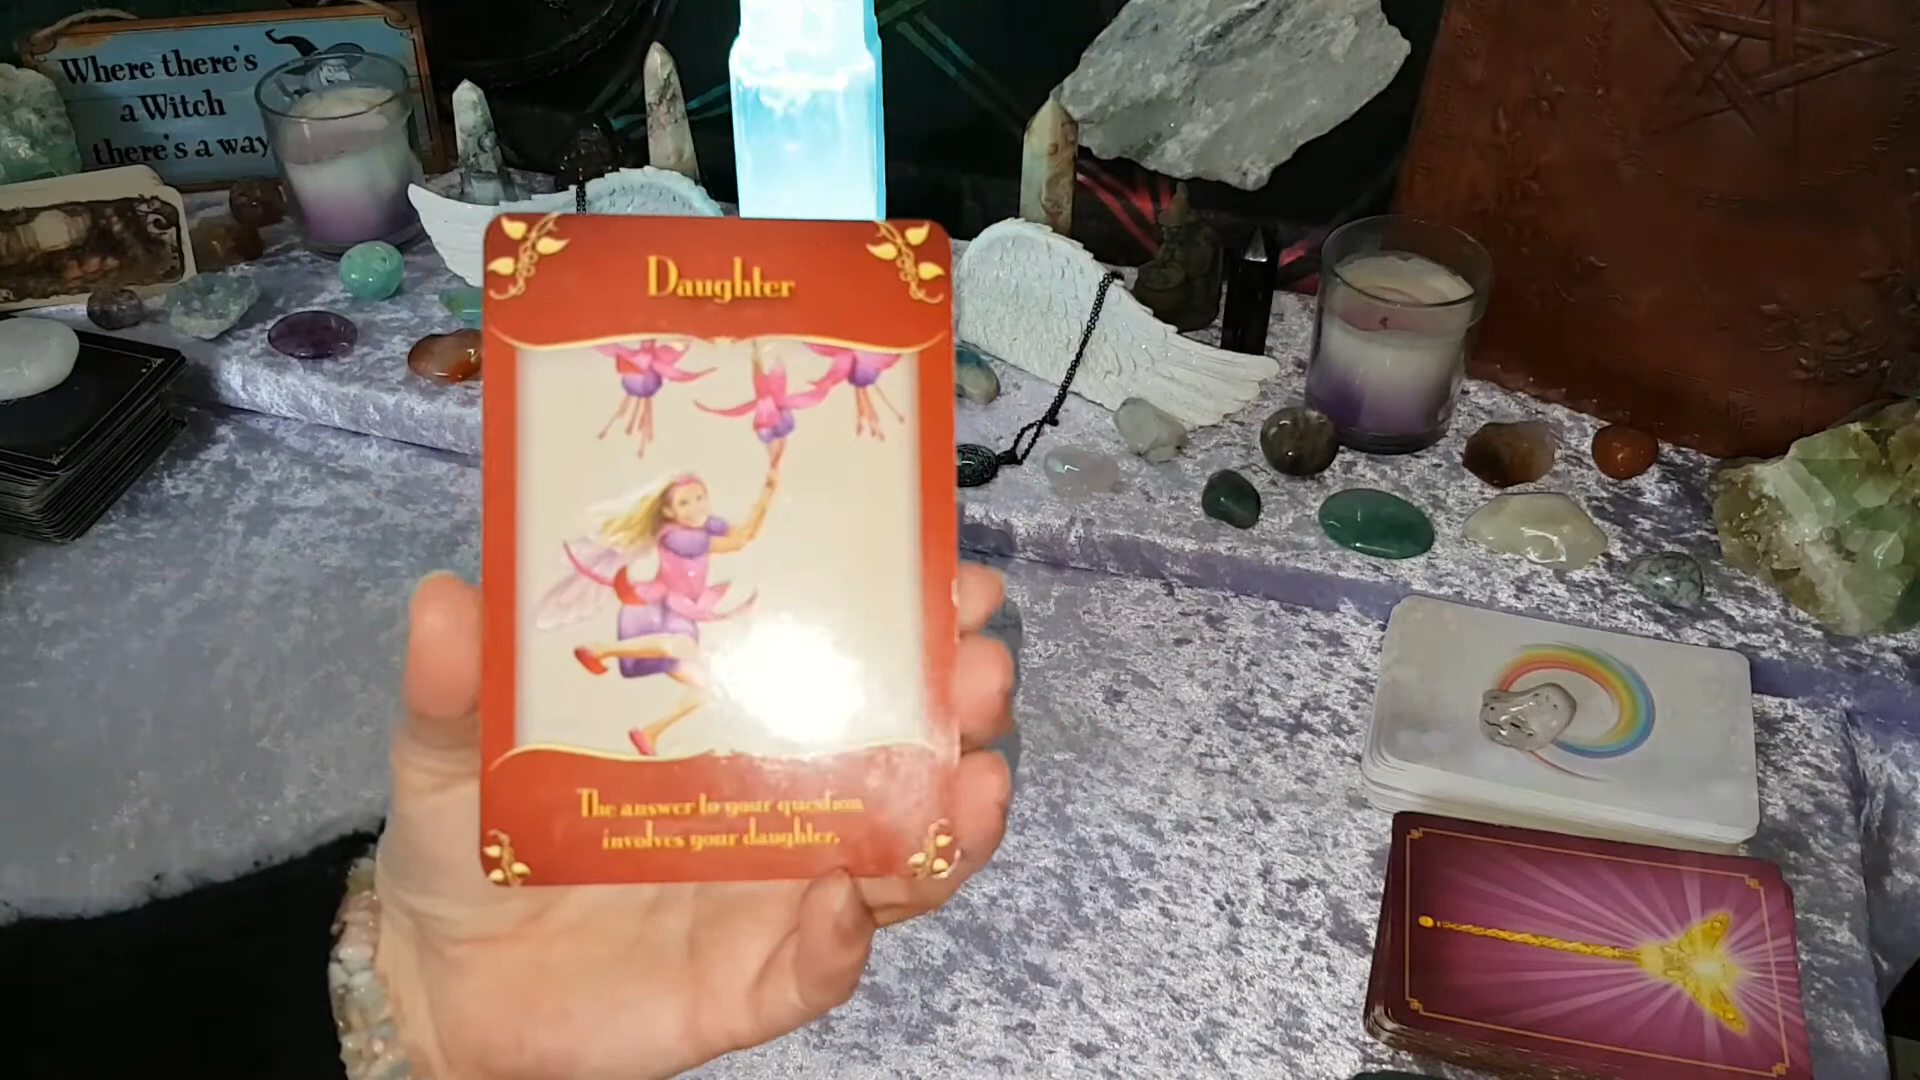 Where there's
a Witch
there's a way
Daughter
The answer to your question
involves your daughter.